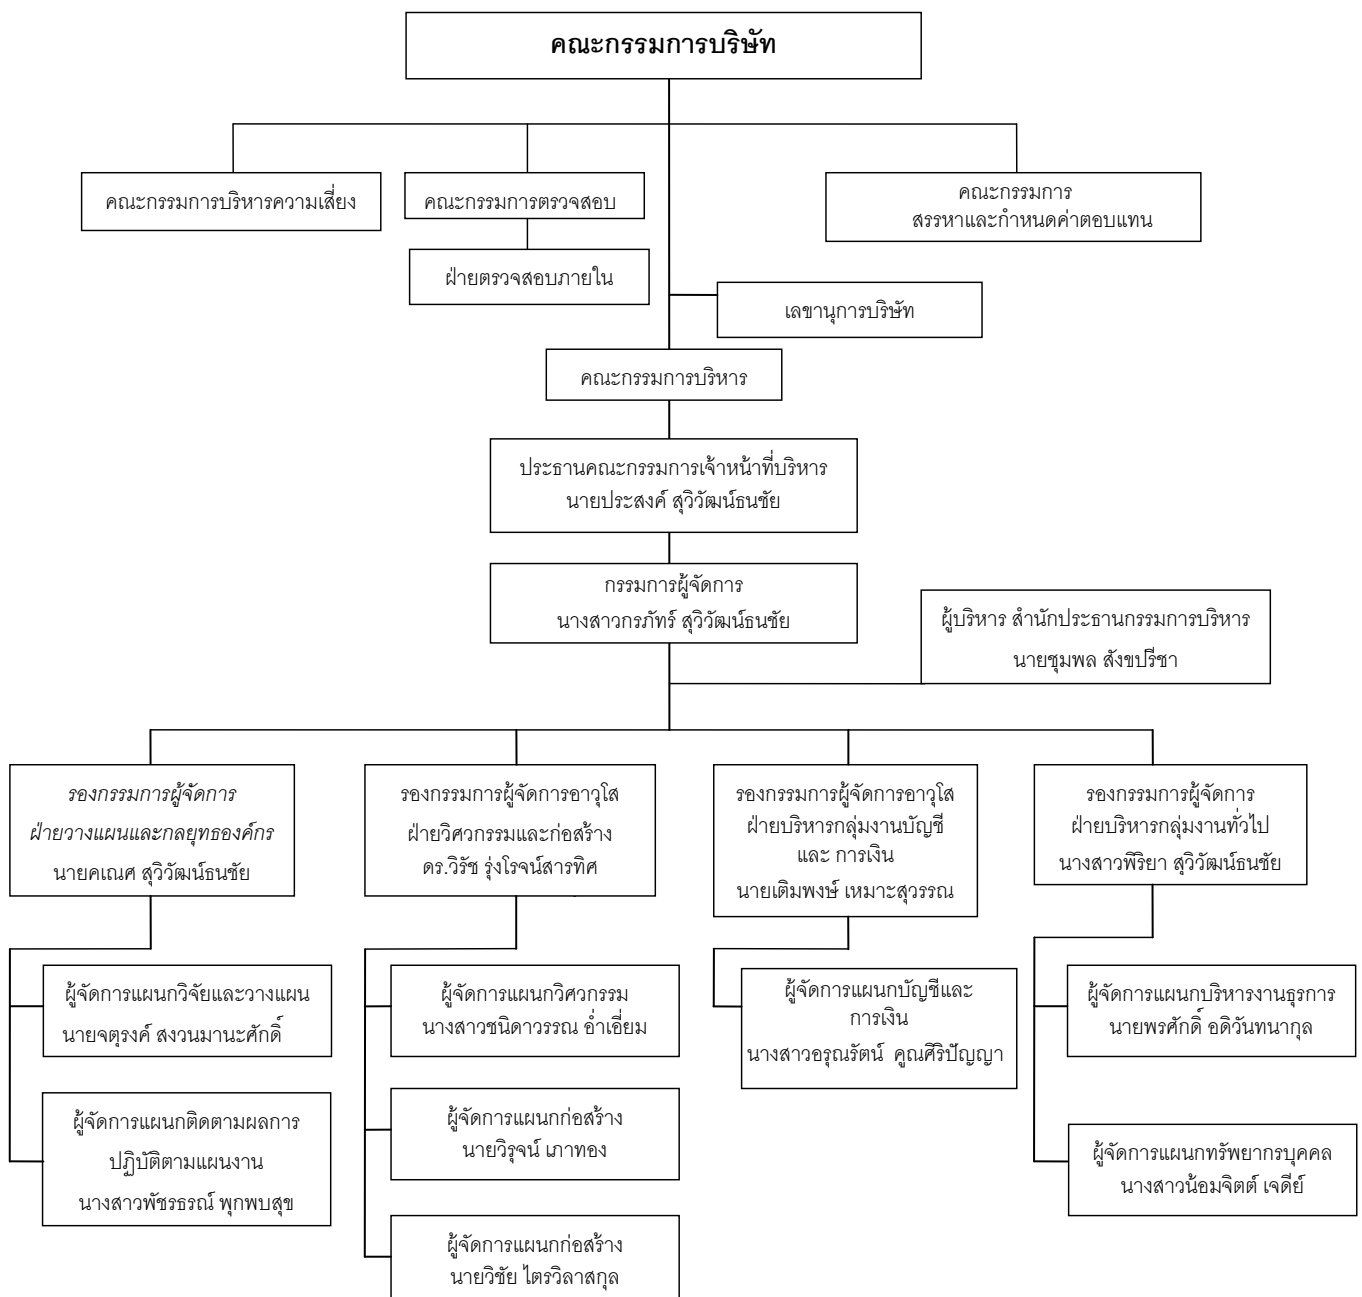 คณะกรรมการบริษัท
คณะกรรมการบริหารความเสี่ยง
คณะกรรมการตรวจสอบ
คณะกรรมการ
สรรหาและกำหนดค่าตอบแทน
ฝ่ายตรวจสอบภายใน
เลขานุการบริษัท
คณะกรรมการบริหาร
ประธานคณะกรรมการเจ้าหน้าที่บริหาร
นายประสงค์ สุวิวัฒน์ธนชัย
กรรมการผู้จัดการ
นางสาวกรภัทร์ สุวิวัฒน์ธนชัย
ผู้บริหาร สำนักประธานกรรมการบริหาร
นายชุมพล สังขปรีชา
รองกรรมการผู้จัดการ
ฝ่ายวางแผนและกลยุทธองค์กร
นายคเณศ สุวิวัฒน์ธนชัย
รองกรรมการผู้จัดการอาวุโส
ฝ่ายวิศวกรรมและก่อสร้าง
ดร.วิรัช รุ่งโรจน์สารทิศ
รองกรรมการผู้จัดการอาวุโส
ฝ่ายบริหารกลุ่มงานบัญชี
และ การเงิน
นายเติมพงษ์ เหมาะสุวรรณ
รองกรรมการผู้จัดการ
ฝ่ายบริหารกลุ่มงานทั่วไป
นางสาวพิริยา สุวิวัฒน์ธนชัย
ผู้จัดการแผนกวิจัยและวางแผน
นายจตุรงค์ สงวนมานะศักดิ์
ผู้จัดการแผนกติดตามผลการ
ปฏิบัติตามแผนงาน
นางสาวพัชรธรณ์ พุกพบสุข
ผู้จัดการแผนกวิศวกรรม
นางสาวชนิดาวรรณ อ่ำเอี่ยม
ผู้จัดการแผนกก่อสร้าง
นายวิรุจน์ เภาทอง
ผู้จัดการแผนกก่อสร้าง
นายวิชัย ไตรวิลาสกุล
ผู้จัดการแผนกบัญชีและ
การเงิน
นางสาวอรุณรัตน์ คูณศิริปัญญา
ผู้จัดการแผนกบริหารงานธุรการ
นายพรศักดิ์ อดิวันทนากุล
ผู้จัดการแผนกทรัพยากรบุคคล
นางสาวน้อมจิตต์ เจดีย์